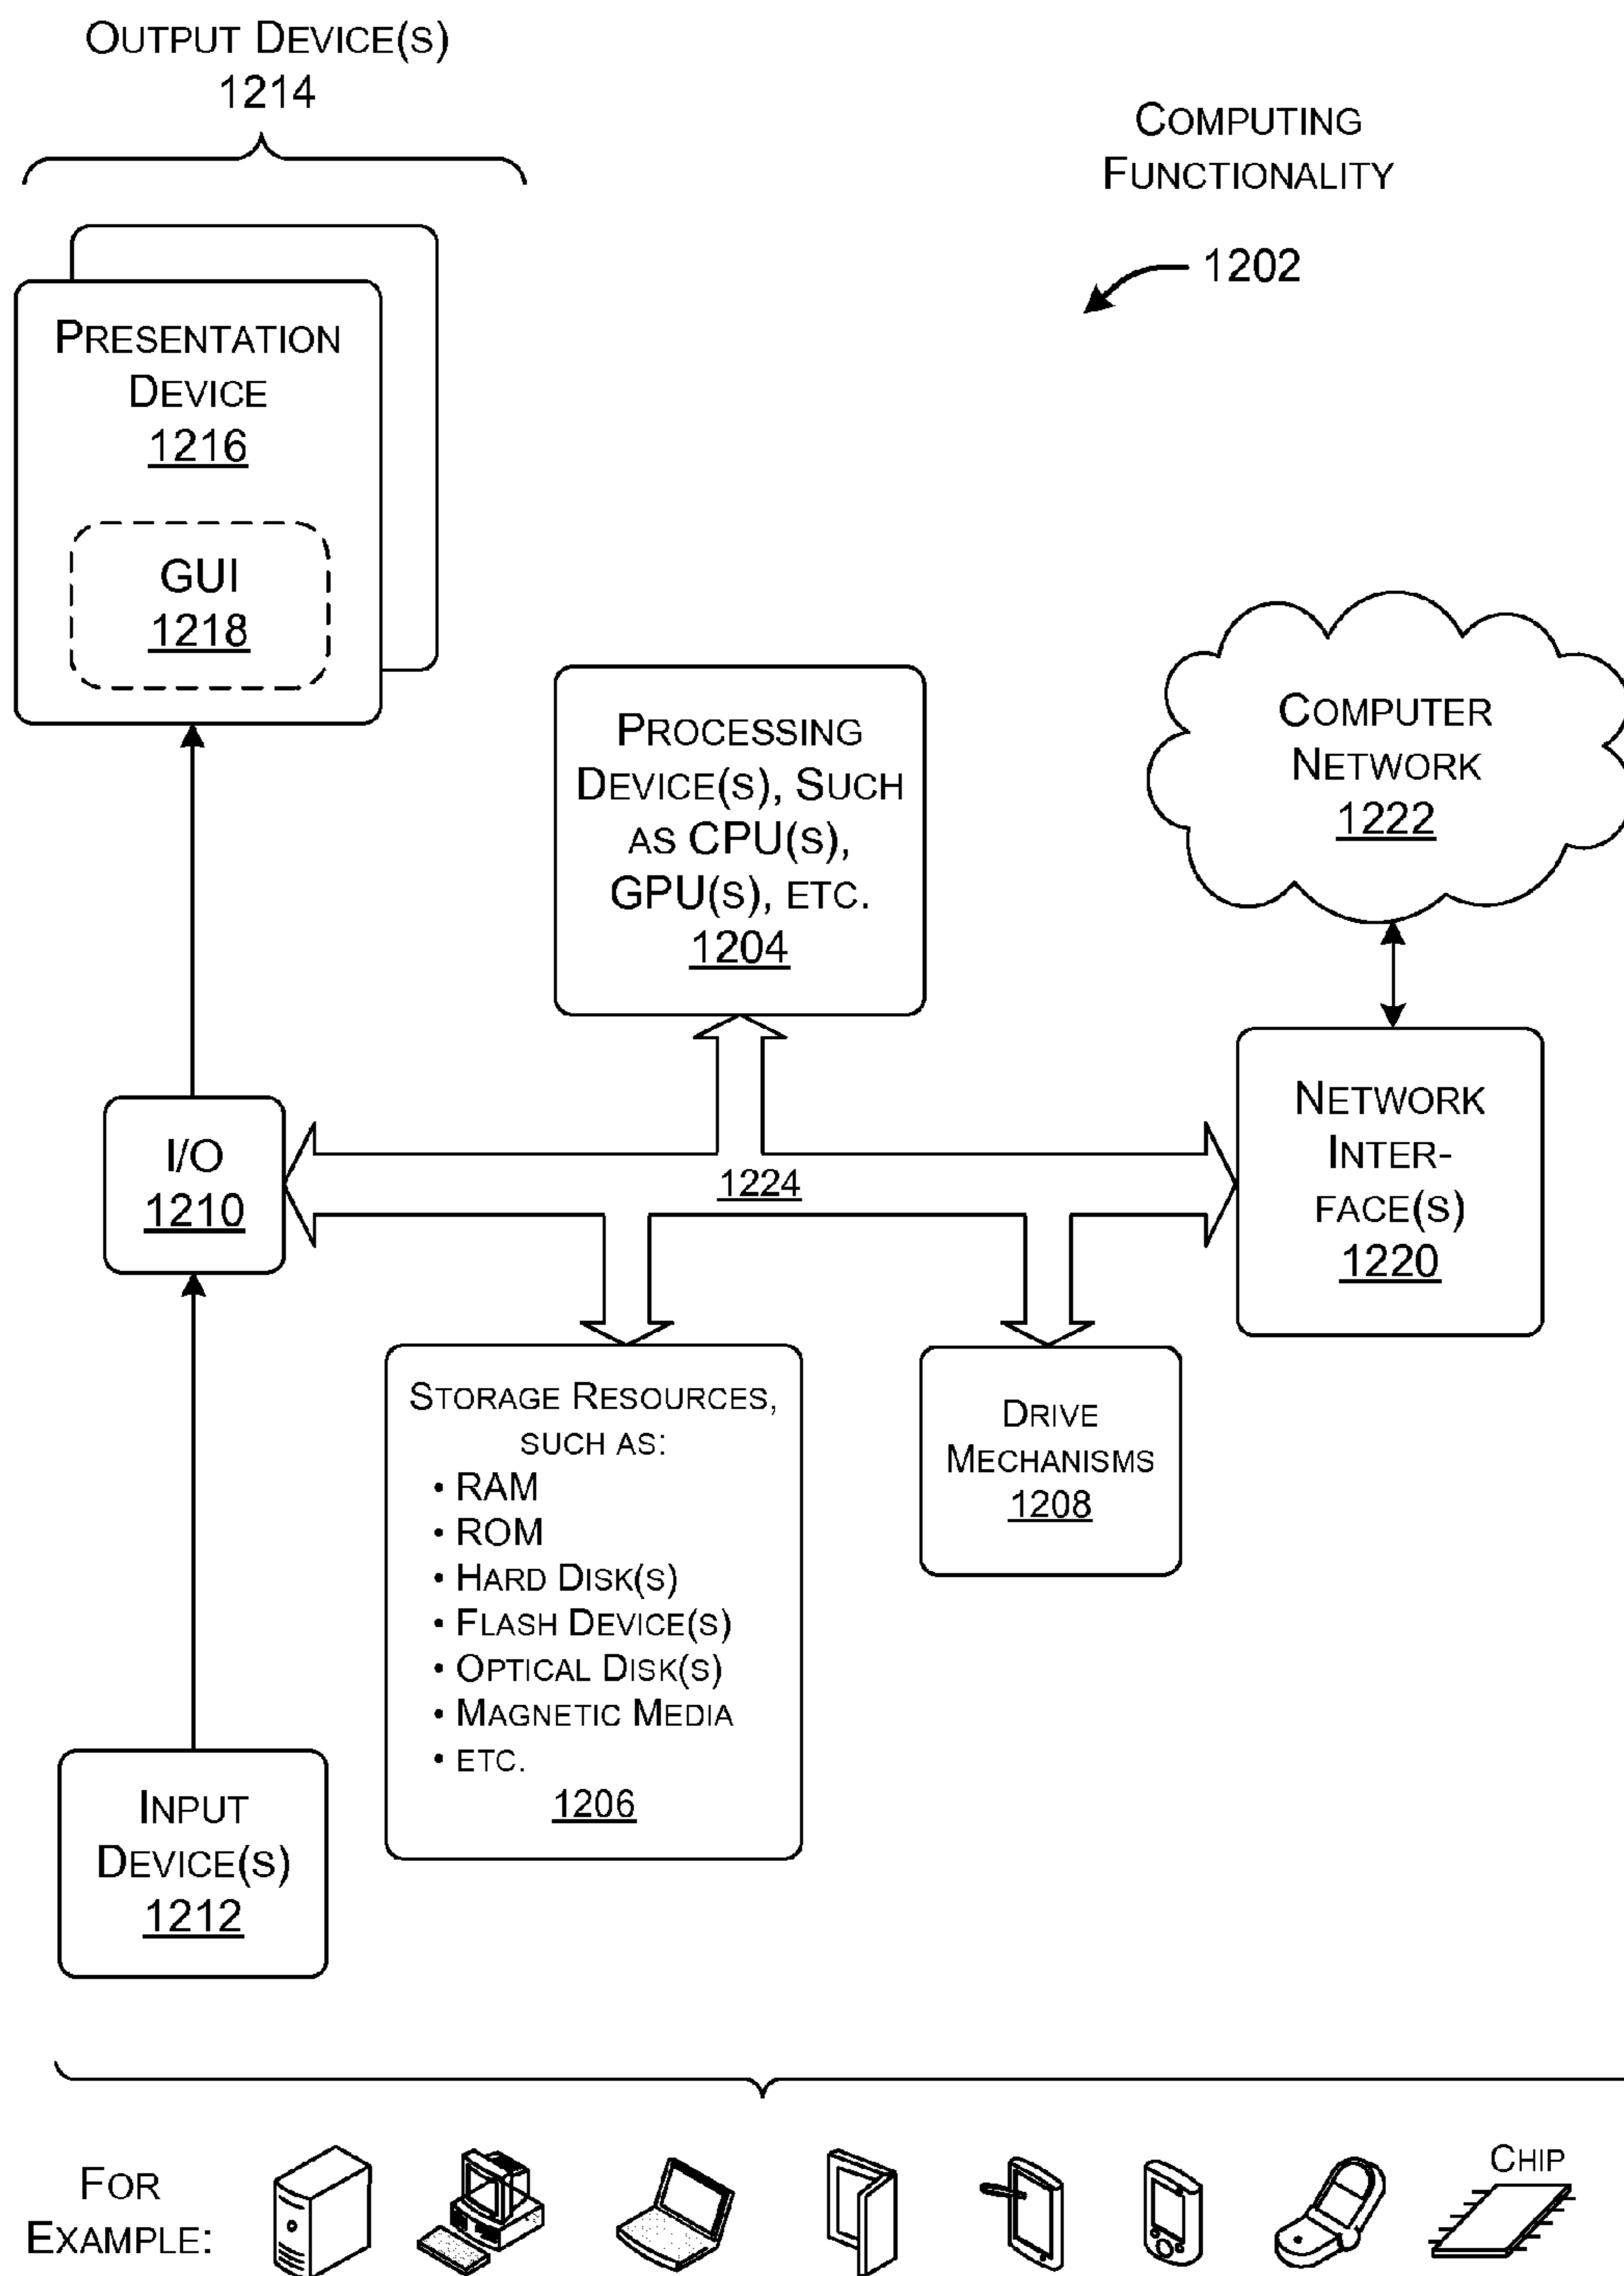 OUTPUT DEVICE(S)
1214
COMPUTING
FUNCTIONALITY
1202
PRESENTATION
DEVICE
1216
GUI
1218
PROCESSING
DEVICE(S), SUCH
AS CPU(S),
GPU(S), ETC.
1204
COMPUTER
NETWORK
1222
I/O
1210
1224
NETWORK
INTER-
FACE(S)
1220
STORAGE RESOURCES,
SUCH AS:
• RAM
• ROM
• HARD DISK(S)
• FLASH DEVICE(S)
• OPTICAL DISK(S)
• MAGNETIC MEDIA
• ETC.
1206
DRIVE
MECHANISMS
1208
INPUT
DEVICE(S)
1212
FOR
EXAMPLE:
CHIP